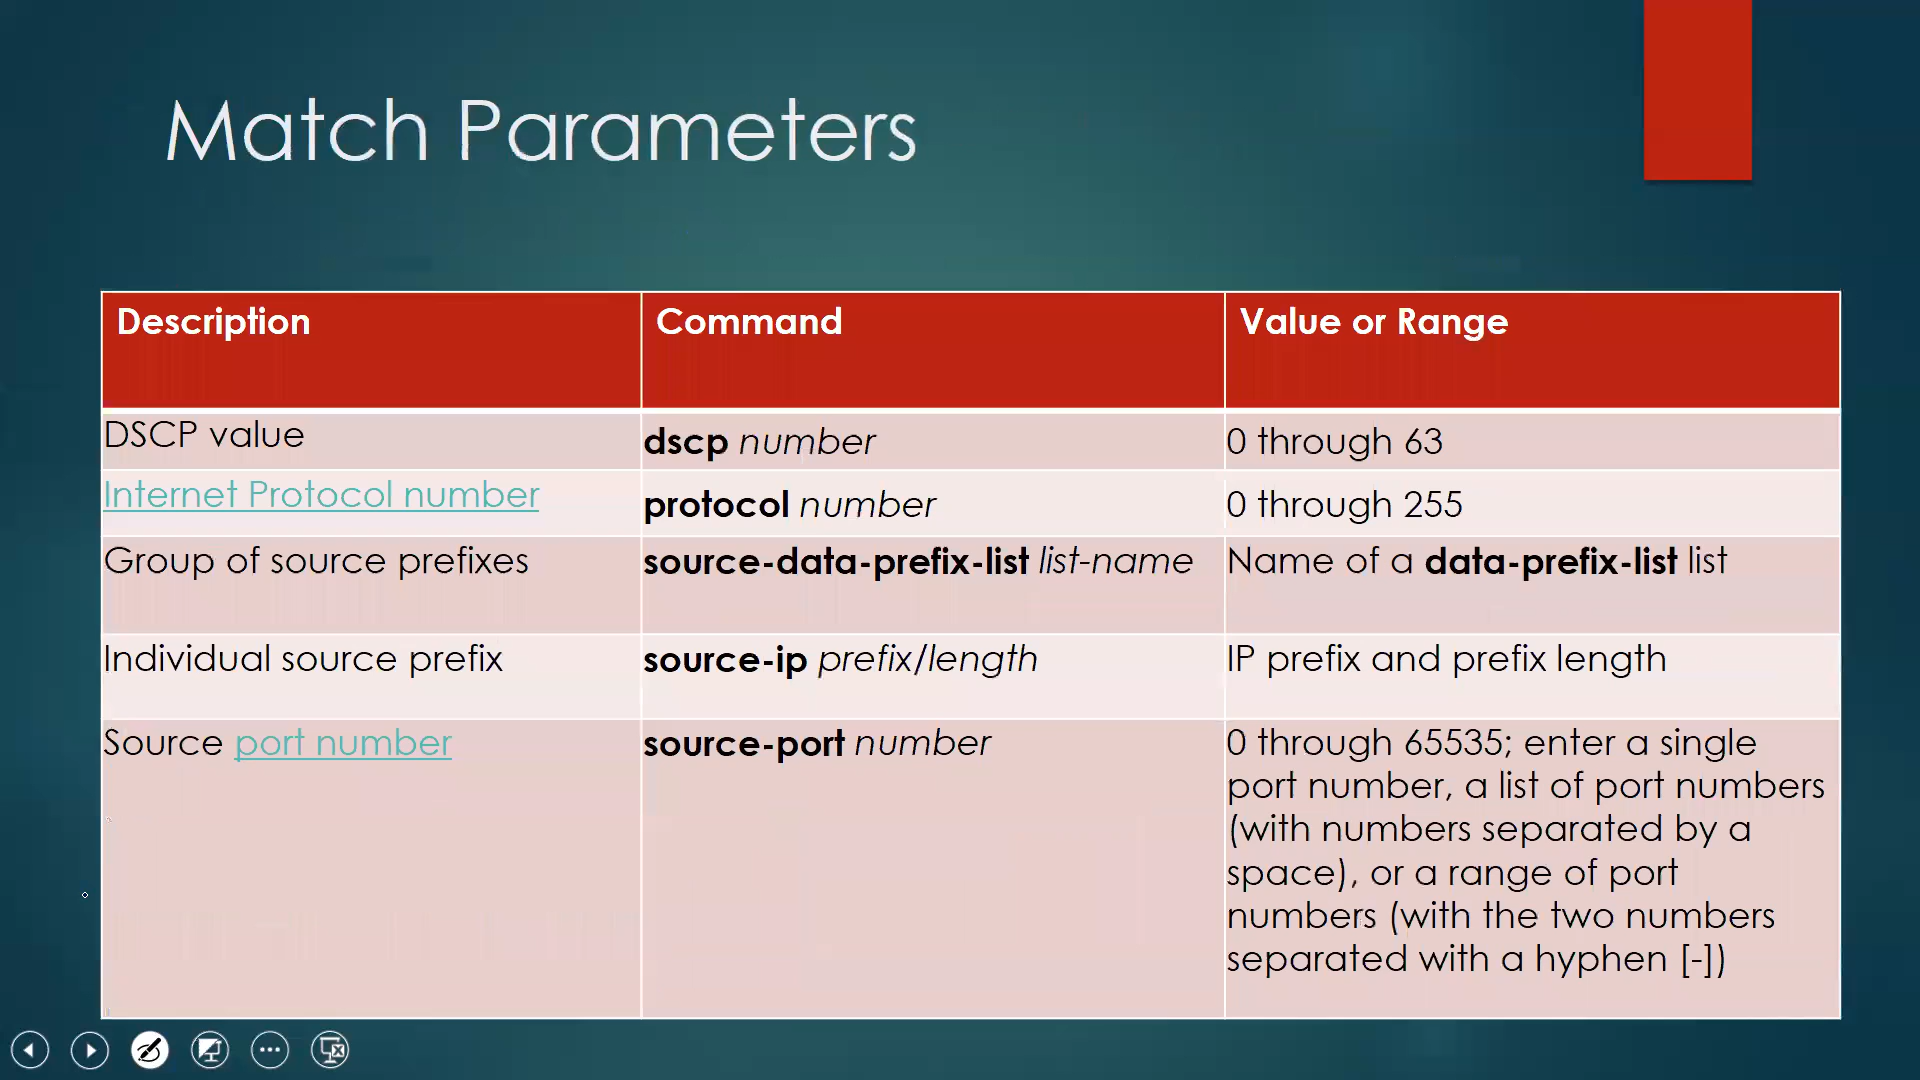 Match Parameters
Description Command Value or Range
DSCP value dscp number 0 through 63
Internet Protocol number protocol number 0 through 255
Group of source prefixes source-data-prefix-list list-name Name of a data-prefix-list list
Individual source prefix source-ip prefix/length IP prefix and prefix length
Source port number source-port number 0 through 65535; enter a single
port number, a list of port numbers
(with numbers separated by a
space), or a range of port
numbers (with the two numbers
separated with a hyphen [-])